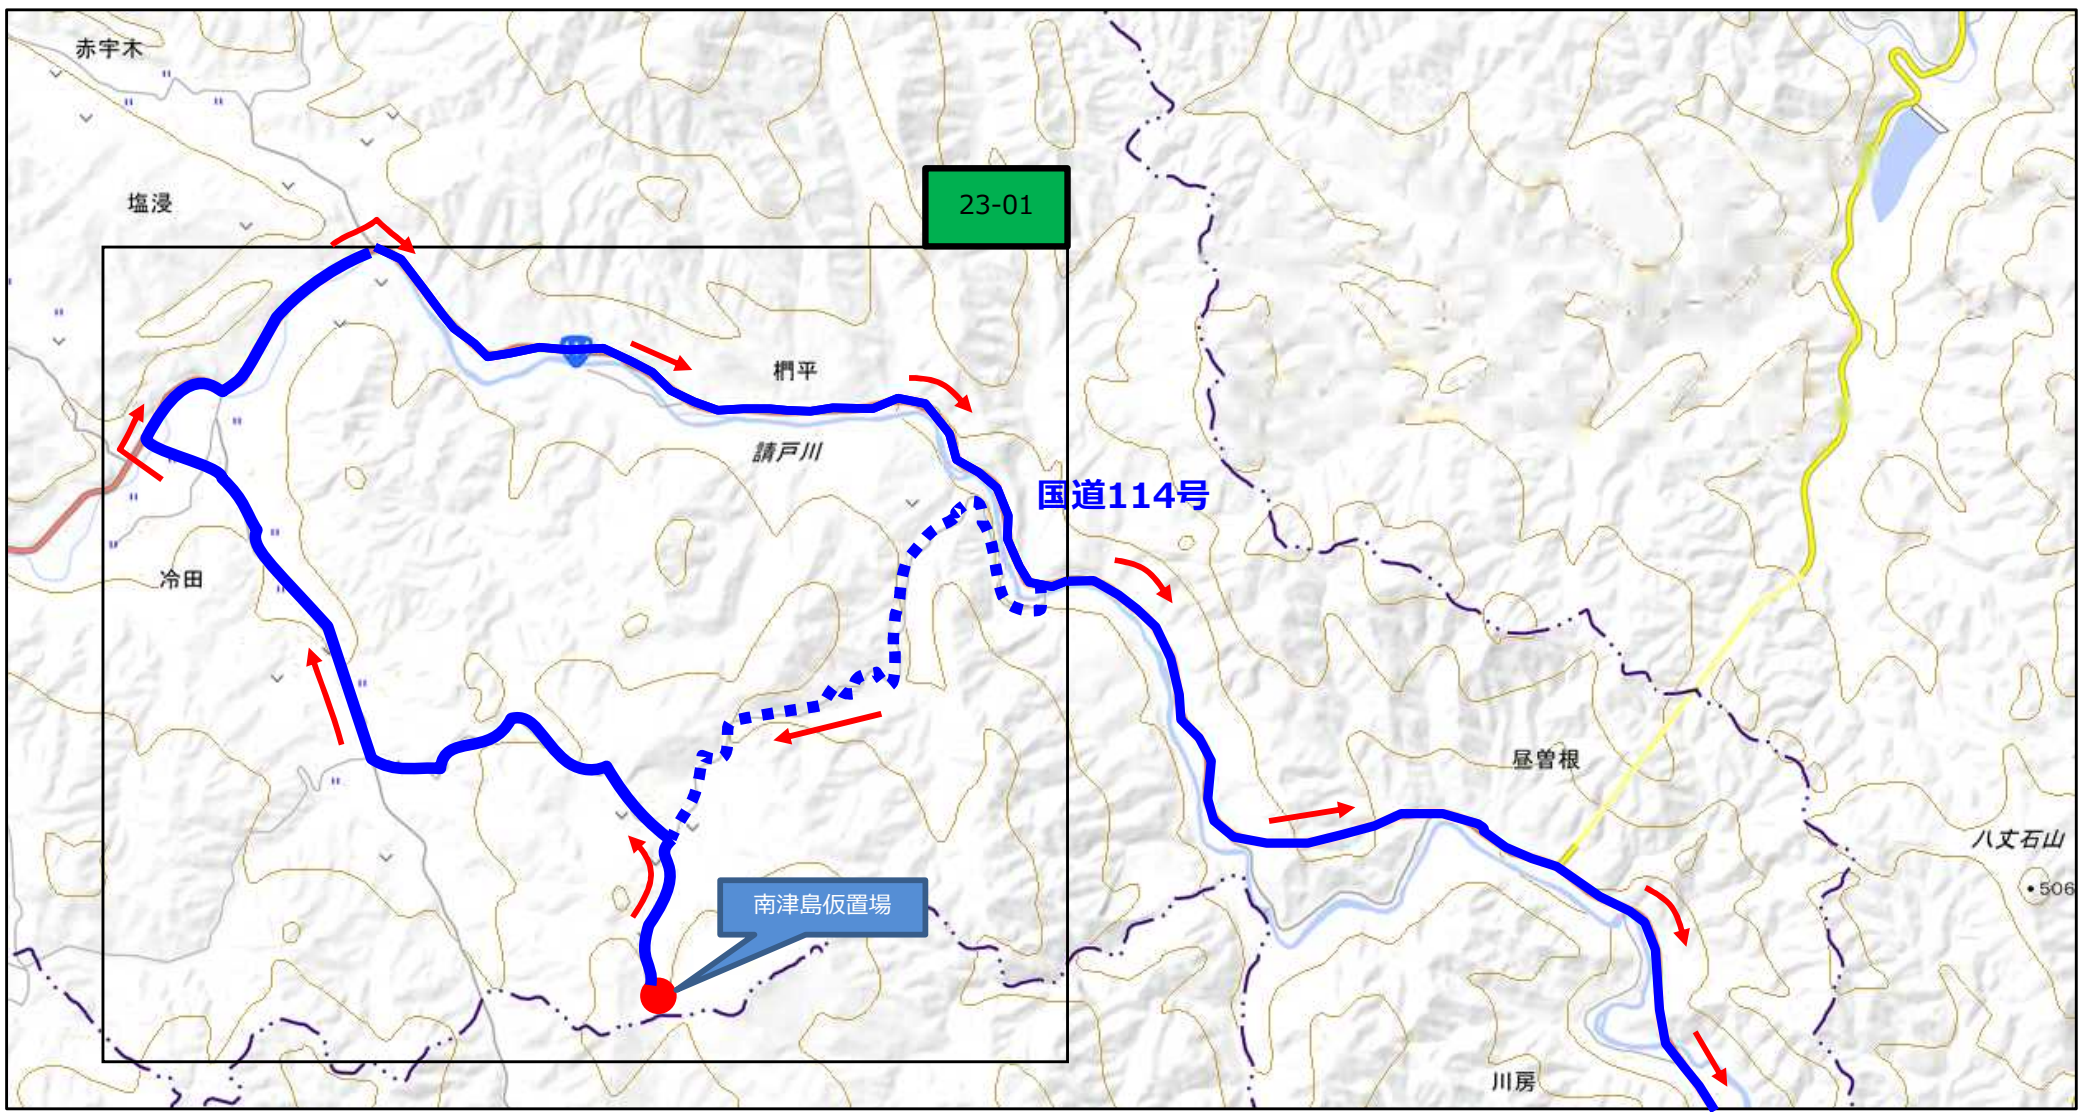 赤宇木
塩浸
23-01
椚平
請戸川
国道114号
冷田
昼曽根
八丈石山
506
南津島仮置場
川房